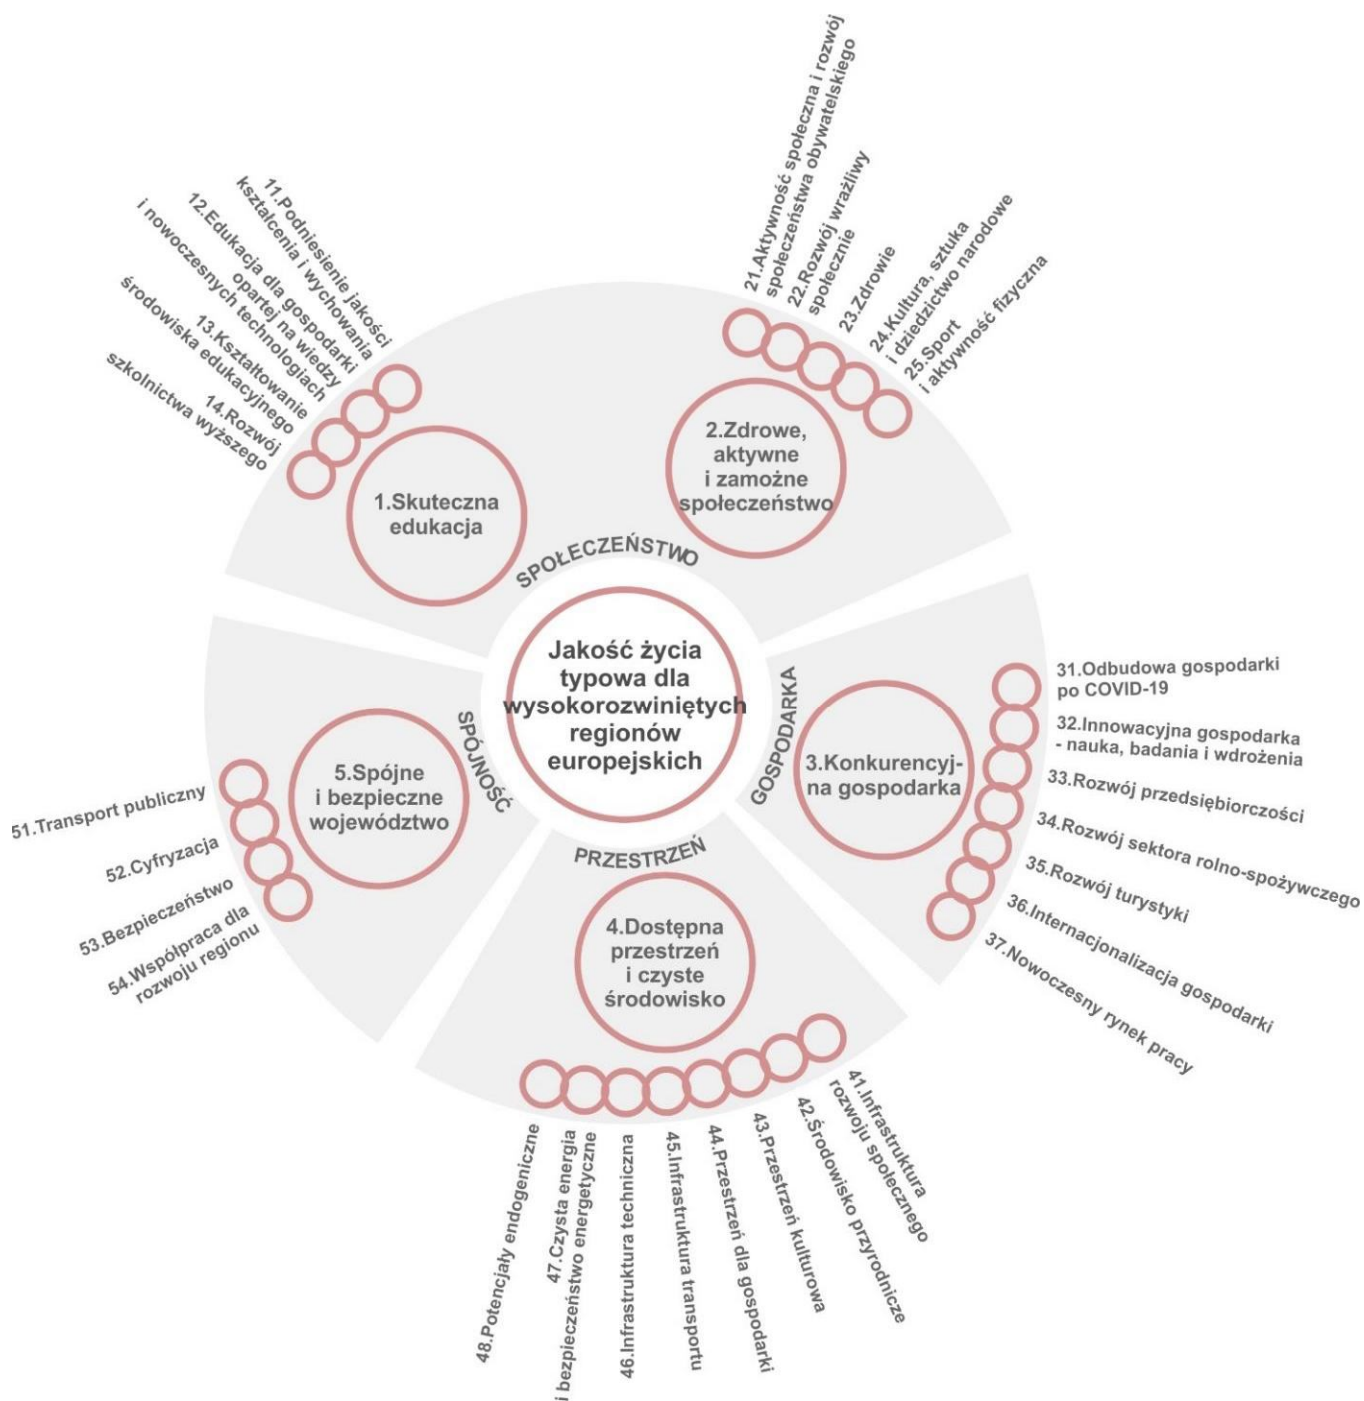 Jakość życia
typowa dla
wysokorozwiniętych
regionów
europejskich
SPOŁECZEŃSTWO
1.Skuteczna
edukacja
11.Podniesienie jakości
kształcenia i wychowania
12.Edukacja dla gospodarki
opartej na wiedzy
i nowoczesnych technologiach
13.Kształtowanie
środowiska edukacyjnego
14.Rozwój
szkolnictwa wyższego
2.Zdrowe,
aktywne
i zamożne
społeczeństwo
21.Aktywność społeczna i rozwój
społeczeństwa obywatelskiego
22.Rozwój wrażliwy
społecznie
23.Zdrowie
24.Kultura, sztuka
i dziedzictwo narodowe
25.Sport
i aktywność fizyczna
GOSPODARKA
3.Konkurencyj-
na gospodarka
31.Odbudowa gospodarki
po COVID-19
32.Innowacyjna gospodarka
- nauka, badania i wdrożenia
33.Rozwój przedsiębiorczości
34.Rozwój sektora rolno-spożywczego
35.Rozwój turystyki
36.Internacjonalizacja gospodarki
37.Nowoczesny rynek pracy
PRZESTRZEŃ
4.Dostępna
przestrzeń
i czyste
środowisko
41.Infrastruktura
rozwoju społecznego
42.Środowisko przyrodnicze
43.Przestrzeń kulturowa
44.Przestrzeń dla gospodarki
45.Infrastruktura transportu
46.Infrastruktura techniczna
47.Czysta energia
i bezpieczeństwo energetyczne
48.Potencjały endogeniczne
SPÓJNOŚĆ
5.Spójne
i bezpieczne
województwo
51.Transport publiczny
52.Cyfryzacja
53.Bezpieczeństwo
54.Współpraca dla
rozwoju regionu